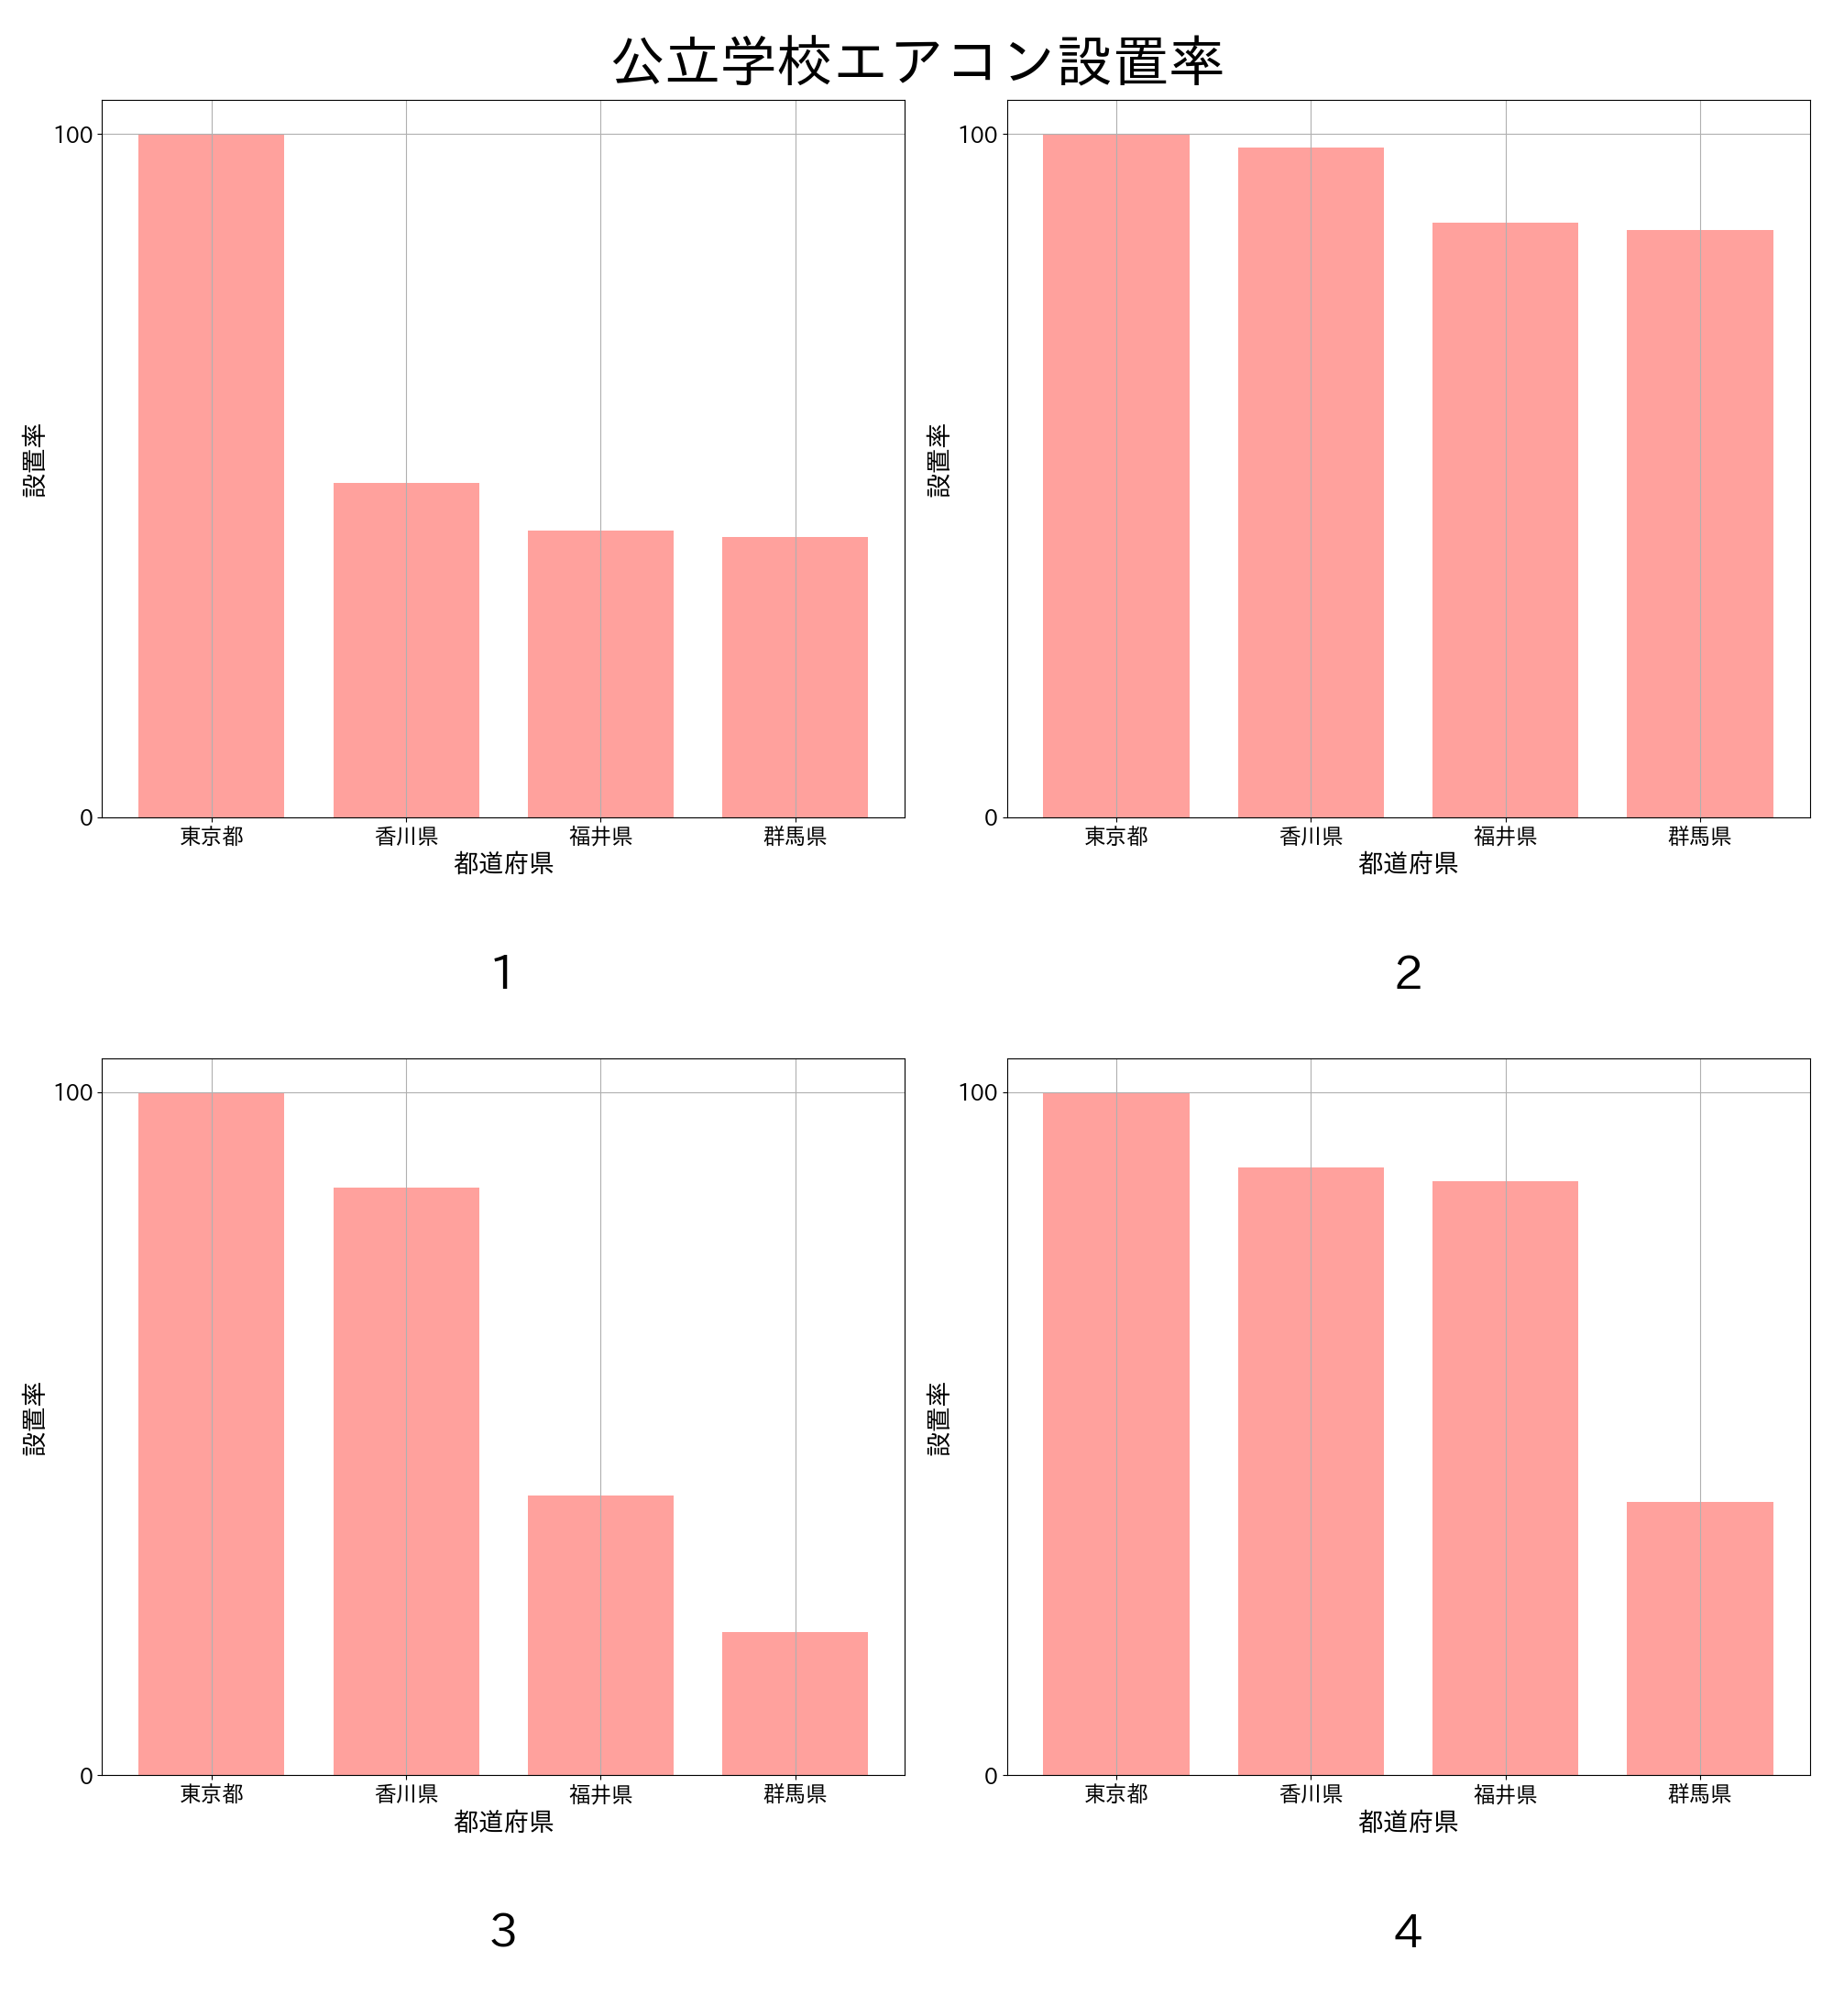 公立学校エアコン設置率
100
0
設置率
東京都 香川県 福井県 群馬県
都道府県
1
100
0
設置率
東京都 香川県 福井県 群馬県
都道府県
2
100
0
設置率
東京都 香川県 福井県 群馬県
都道府県
3
100
0
設置率
東京都 香川県 福井県 群馬県
都道府県
4